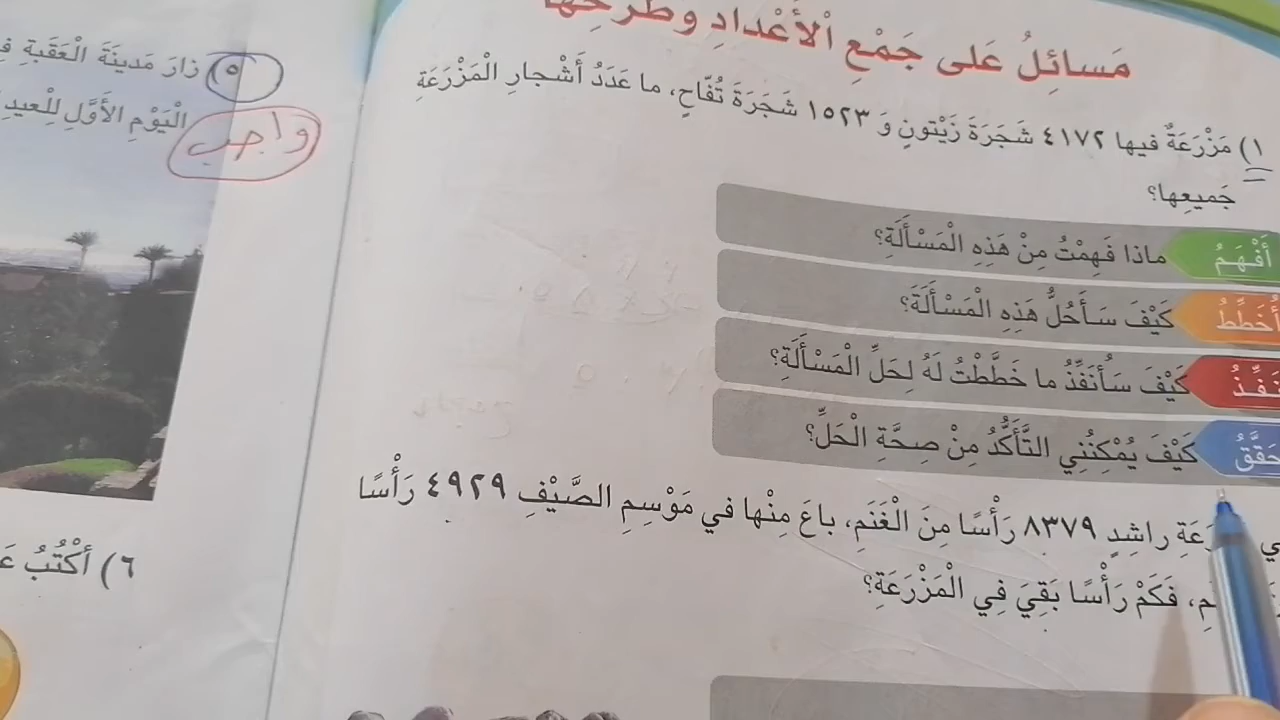 مَسائِلُ عَلى جَمْعِ الْأَعْدادِ وَطَرْحِها
١) مَزْرَعَةٌ فيها ٤١٧٢ شَجَرَةَ زَيْتونٍ وَ ١٥٢٣ شَجَرَةَ تُفّاحٍ، ما عَدَدُ أَشْجارِ الْمَزْرَعَةِ
جَميعِها؟
أَفْهَمُ ماذا فَهِمْتُ مِنْ هَذِهِ الْمَسْأَلَةِ؟
أُخَطِّطُ كَيْفَ سَأَحُلُّ هَذِهِ الْمَسْأَلَةَ؟
كَيْفَ سَأُنَفِّذُ ما خَطَّطْتُ لَهُ لِحَلِّ الْمَسْأَلَةِ؟
كَيْفَ يُمْكِنُنِي التَّأَكُّدُ مِنْ صِحَّةِ الْحَلِّ؟
راشِدٍ ٨٣٧٩ رَأْسًا مِنَ الْغَنَمِ، باعَ مِنْها في مَوْسِمِ الصَّيْفِ ٤٩٢٩ رَأْسًا
فَكَمْ رَأْسًا بَقِيَ فِي الْمَزْرَعَةِ؟
٥) زارَ مَدينَةَ الْعَقَبَةِ
الْيَوْمِ الْأَوَّلِ لِلْعيدِ
واجب
٦) أَكْتُبُ